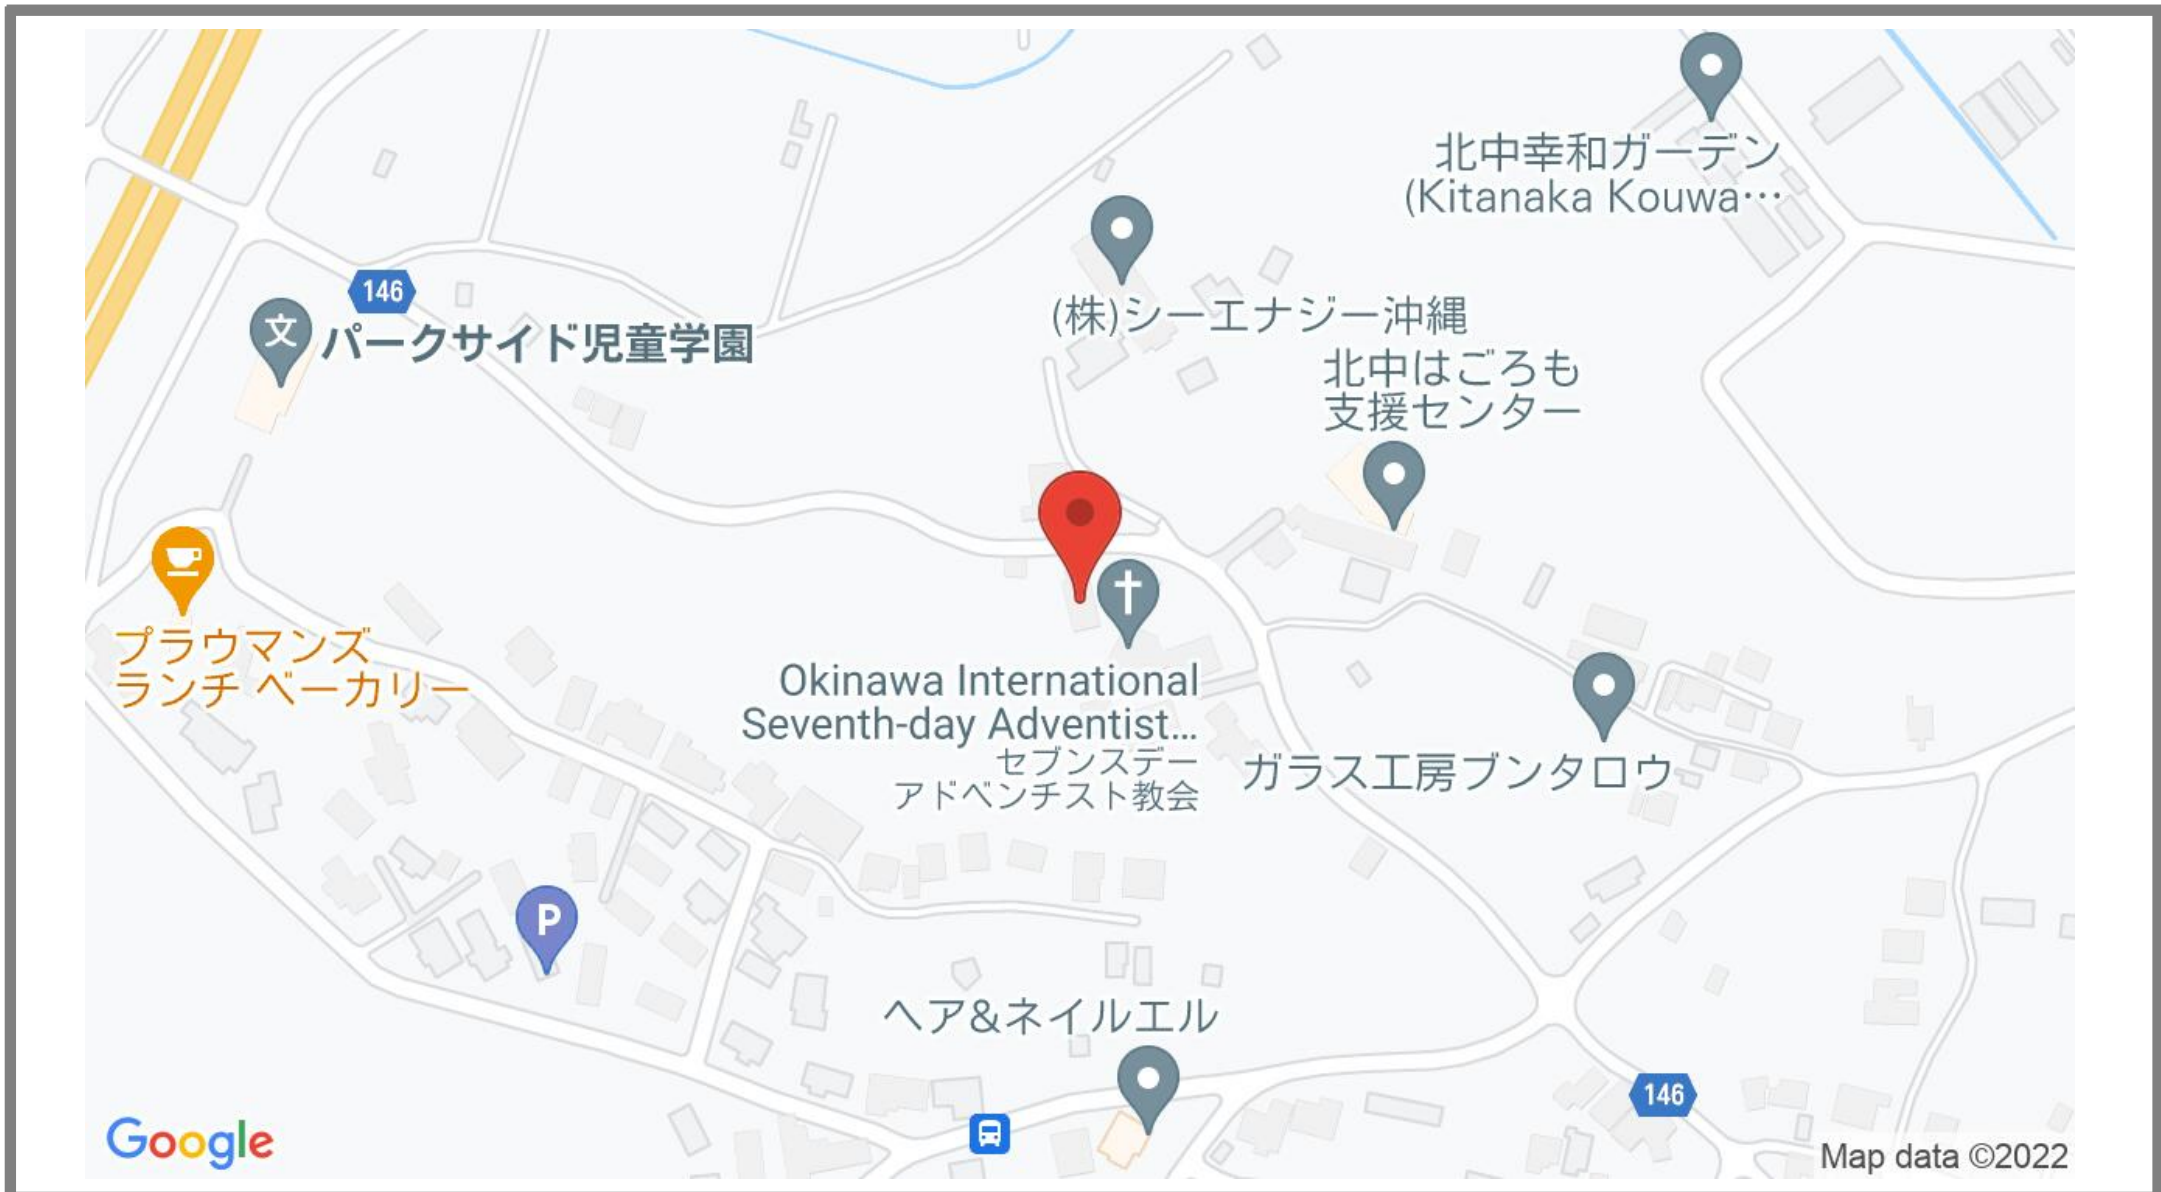 北中幸和ガーデン
(Kitanaka Kouwa…
146
(株)シーエナジー沖縄
文
パークサイド児童学園
北中はごろも
支援センター
プラウマンズ
ランチ ベーカリー
Okinawa International
Seventh-day Adventist...
セブンスデー
アドベンチスト教会
ガラス工房ブンタロウ
P
ヘア&ネイルエル
146
Google
Map data ©2022